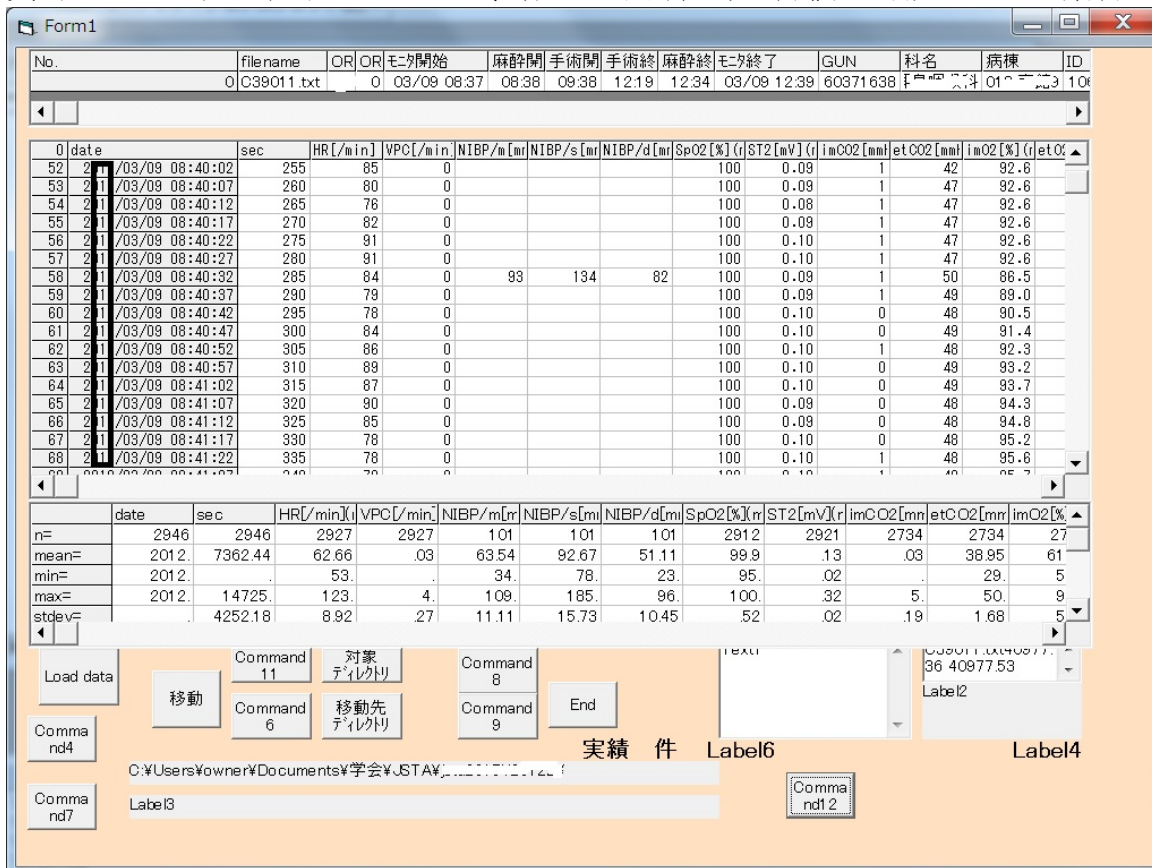 Form1
No. filename OR OR ﾓﾆﾀ開始 麻酔開 手術開 手術終 麻酔終 ﾓﾆﾀ終了 GUN 科名 病棟 ID
0 C39011.txt 0 03/09 08:37 08:38 09:38 12:19 12:34 03/09 12:39 60371638
0 date sec HR[/min] VPC[/min] NIBP/m[mr NIBP/s[mr NIBP/d[mr SpO2[%](r ST2[mV](r imCO2[mmH etCO2[mmH imO2[%](r etO2
52 /03/09 08:40:02 255 85 0 100 0.09 1 42 92.6
53 /03/09 08:40:07 260 80 0 100 0.09 1 47 92.6
54 /03/09 08:40:12 265 76 0 100 0.08 1 47 92.6
55 /03/09 08:40:17 270 82 0 100 0.09 1 47 92.6
56 /03/09 08:40:22 275 91 0 100 0.10 1 47 92.6
57 /03/09 08:40:27 280 91 0 100 0.10 1 47 92.6
58 /03/09 08:40:32 285 84 0 93 134 82 100 0.09 1 50 86.5
59 /03/09 08:40:37 290 79 0 100 0.09 1 49 89.0
60 /03/09 08:40:42 295 78 0 100 0.10 0 48 90.5
61 /03/09 08:40:47 300 84 0 100 0.10 0 49 91.4
62 /03/09 08:40:52 305 86 0 100 0.10 1 48 92.3
63 /03/09 08:40:57 310 89 0 100 0.10 0 49 93.2
64 /03/09 08:41:02 315 87 0 100 0.10 0 49 93.7
65 /03/09 08:41:07 320 90 0 100 0.09 0 48 94.3
66 /03/09 08:41:12 325 85 0 100 0.09 0 48 94.8
67 /03/09 08:41:17 330 78 0 100 0.10 0 48 95.2
68 /03/09 08:41:22 335 78 0 100 0.10 1 48 95.6
date sec HR[/min](r VPC[/min] NIBP/m[m NIBP/s[m NIBP/d[m SpO2[%](m ST2[mV](r imCO2[mm etCO2[mm imO2[%
n= 2946 2946 2927 2927 101 101 101 2912 2921 2734 2734 27
mean= 2012. 7362.44 62.66 .03 63.54 92.67 51.11 99.9 .13 .03 38.95 61
min= 2012. . 53. . 34. 78. 23. 95. .02 . 29. 5
max= 2012. 14725. 123. 4. 109. 185. 96. 100. .32 5. 50. 9
stdev= . 4252.18 8.92 .27 11.11 15.73 10.45 .52 .02 .19 1.68 5
Load data
移動
Command
11
対象
ﾃﾞｨﾚｸﾄﾘ
Command
8
Text1
C39011.txt40977.
36 40977.53
Command
6
移動先
ﾃﾞｨﾚｸﾄﾘ
Command
9
End
Label2
Comma
nd4
実績 件 Label6 Label4
C:¥Users¥owner¥Documents¥学会¥JSTA¥
Comma
nd7
Label3
Comma
nd12